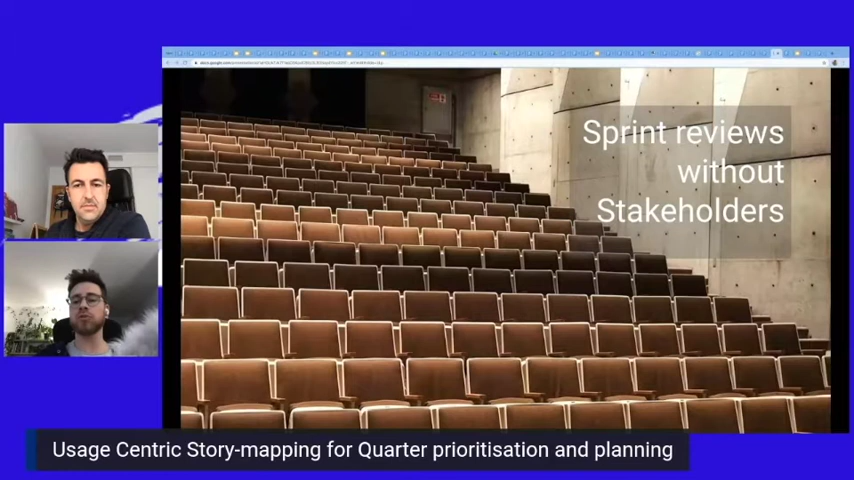 Sprint reviews
without
Stakeholders
Usage Centric Story-mapping for Quarter prioritisation and planning